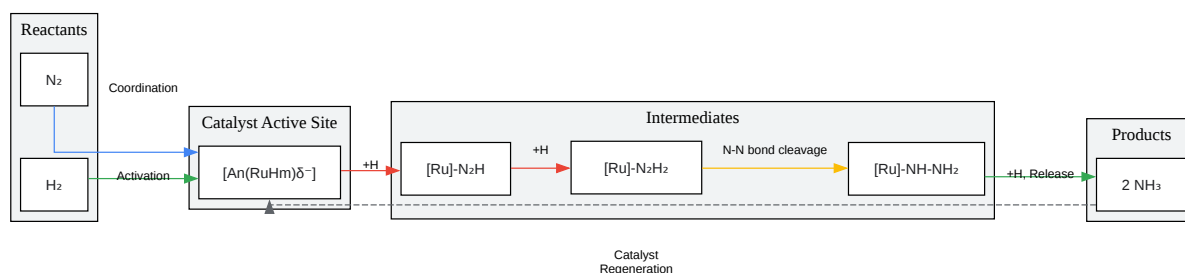 Reactants
N₂
Coordination
H₂
Activation
Catalyst Active Site
[An(RuHm)δ⁻]
+H
Intermediates
[Ru]-N₂H
+H
[Ru]-N₂H₂
N-N bond cleavage
[Ru]-NH-NH₂
+H, Release
Products
2 NH₃
Catalyst
Regeneration